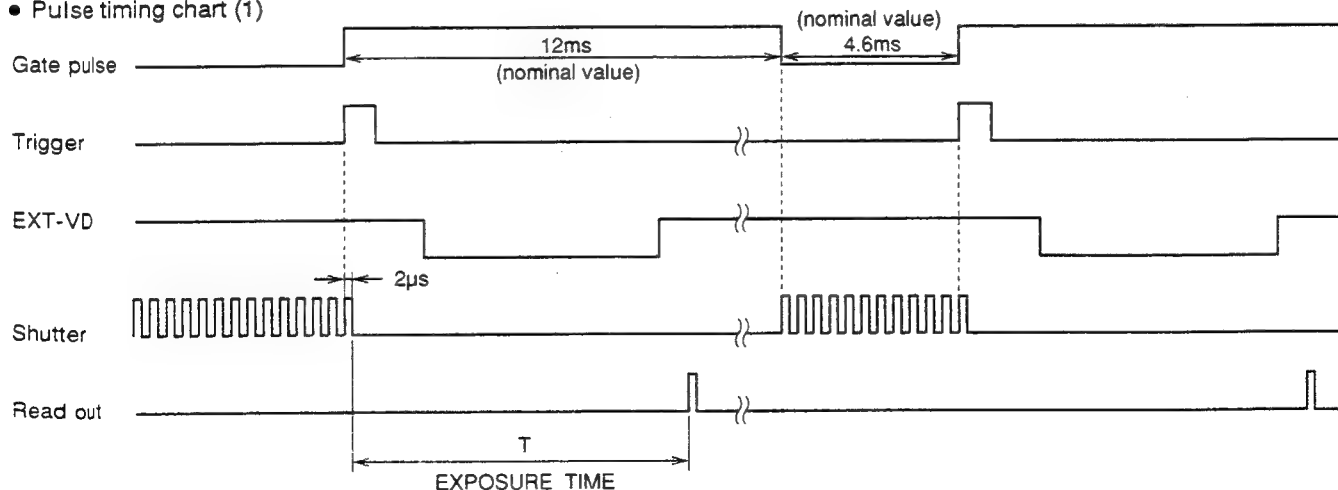 • Pulse timing chart (1)
(nominal value)
12ms
4.6ms
Gate pulse
(nominal value)
Trigger
EXT-VD
2µs
Shutter
Read out
T
EXPOSURE TIME